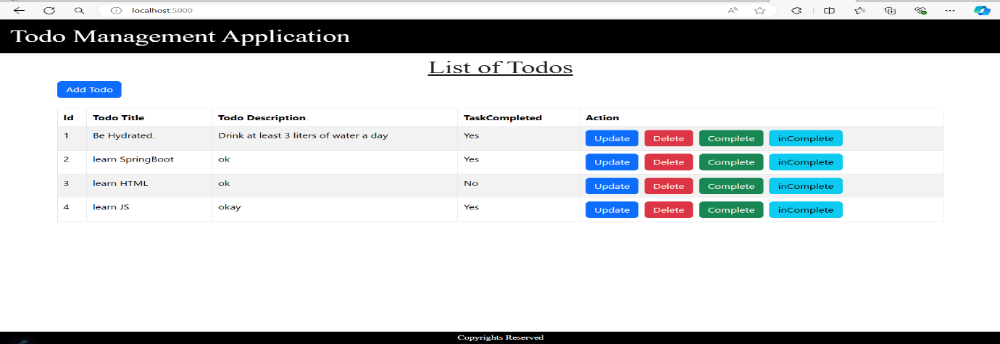 localhost:5000
Todo Management Application
List of Todos
Add Todo
Id Todo Title Todo Description TaskCompleted Action
1 Be Hydrated. Drink at least 3 liters of water a day Yes Update Delete Complete inComplete
2 learn SpringBoot ok Yes Update Delete Complete inComplete
3 learn HTML ok No Update Delete Complete inComplete
4 learn JS okay Yes Update Delete Complete inComplete
Copyrights Reserved